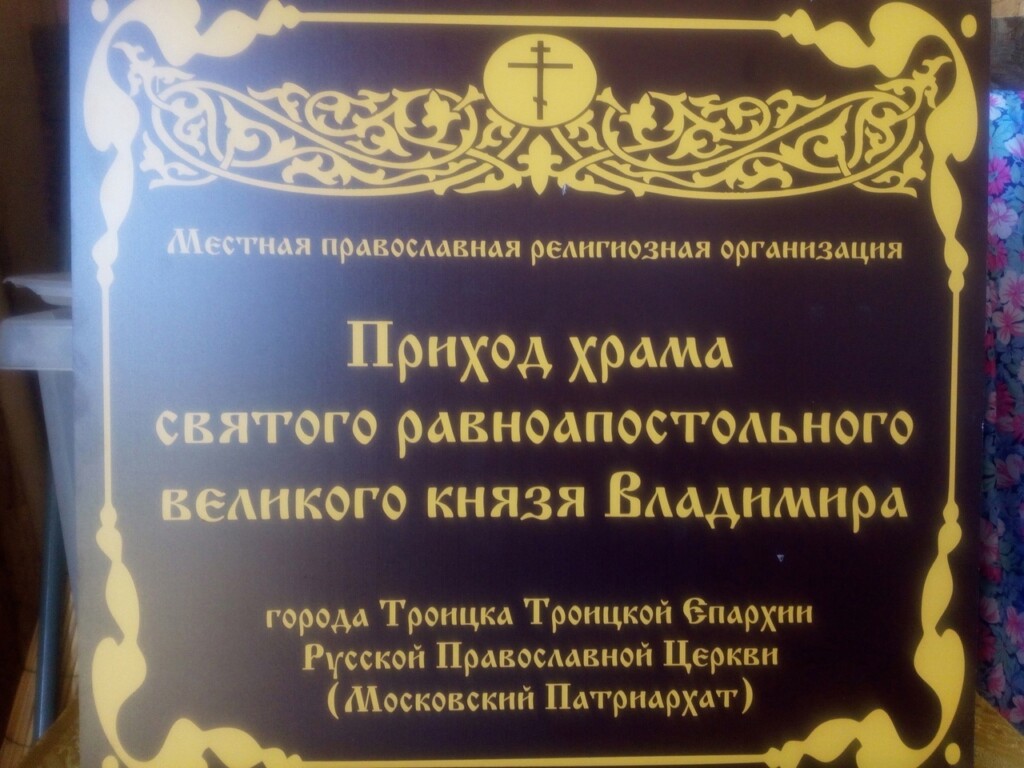 Местная православная религиозная организация
Приход храма
святого равноапостольного
великого князя Владимира
города Троицка Троицкой Епархии
Русской Православной Церкви
(Московский Патриархат)